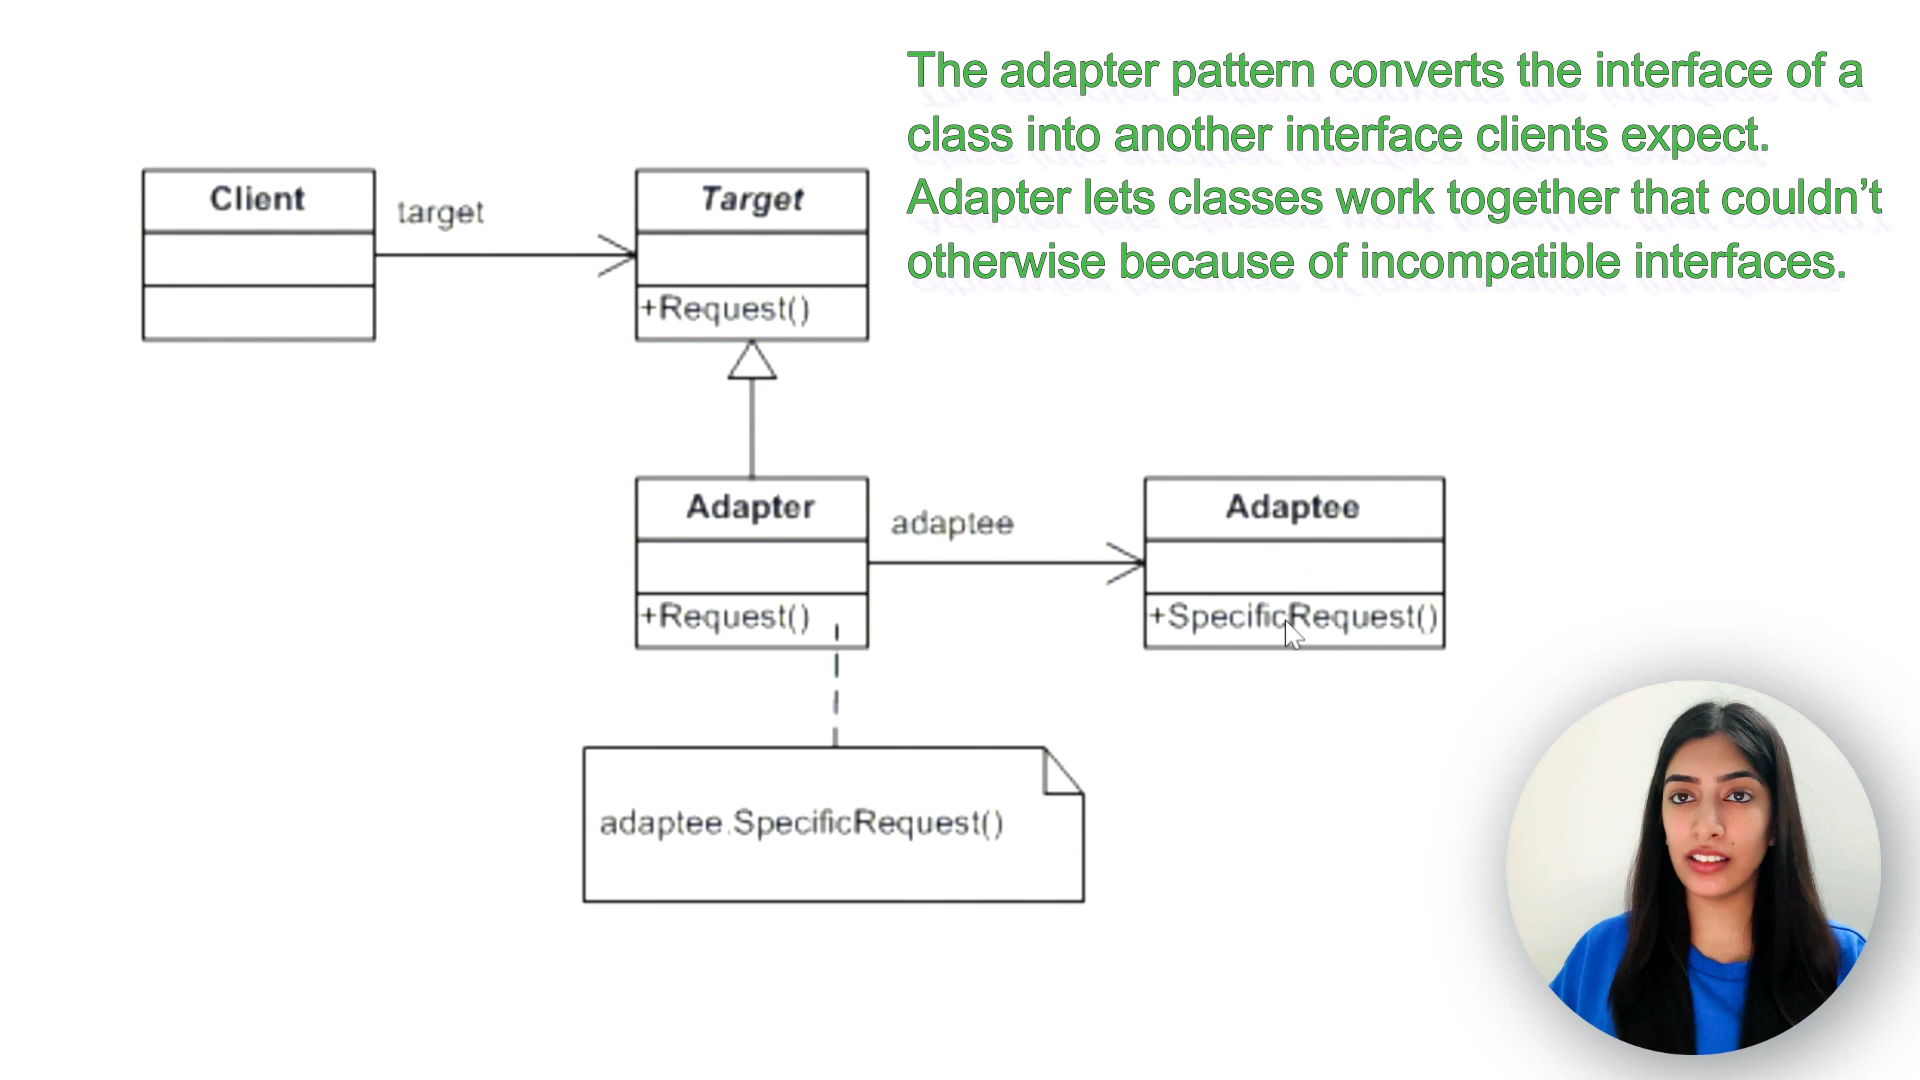 The adapter pattern converts the interface of a
class into another interface clients expect.
Adapter lets classes work together that couldn’t
otherwise because of incompatible interfaces.
Client
target
Target
+Request()
Adapter
adaptee
Adaptee
+Request()
+SpecificRequest()
adaptee.SpecificRequest()